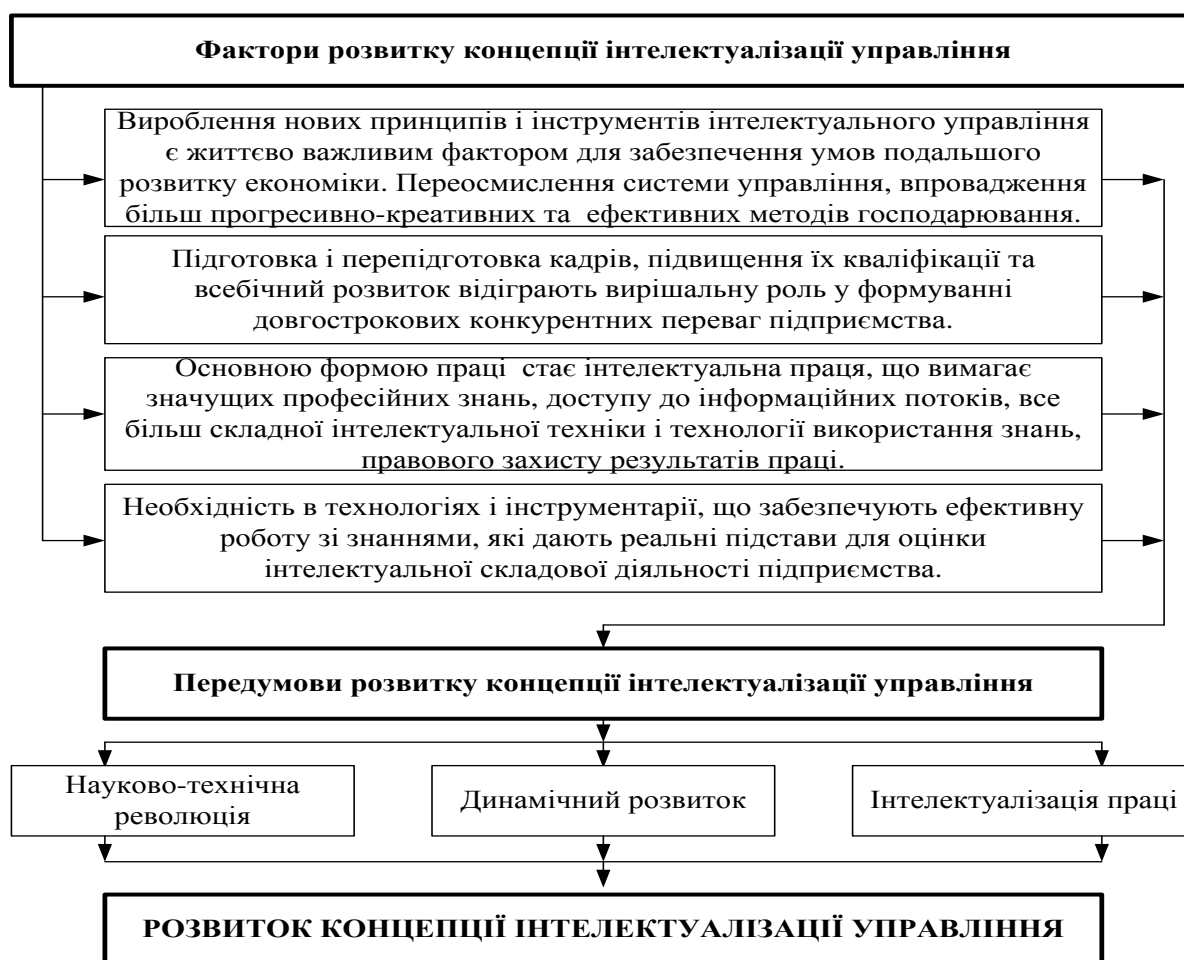 Фактори розвитку концепції інтелектуалізації управління
Вироблення нових принципів і інструментів інтелектуального управління
є життєво важливим фактором для забезпечення умов подальшого
розвитку економіки. Переосмислення системи управління, впровадження
більш прогресивно-креативних та  ефективних методів господарювання.
Підготовка і перепідготовка кадрів, підвищення їх кваліфікації та
всебічний розвиток відіграють вирішальну роль у формуванні
довгострокових конкурентних переваг підприємства.
Основною формою праці  стає інтелектуальна праця, що вимагає
значущих професійних знань, доступу до інформаційних потоків, все
більш складної інтелектуальної техніки і технології використання знань,
правового захисту результатів праці.
Необхідність в технологіях і інструментарії, що забезпечують ефективну
роботу зі знаннями, які дають реальні підстави для оцінки
інтелектуальної складової діяльності підприємства.
Передумови розвитку концепції інтелектуалізації управління
Науково-технічна
революція
Динамічний розвиток
Інтелектуалізація праці
РОЗВИТОК КОНЦЕПЦІЇ ІНТЕЛЕКТУАЛІЗАЦІЇ УПРАВЛІННЯ